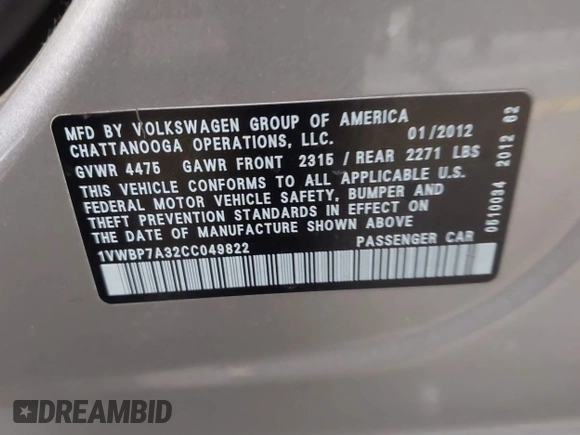 MFD BY VOLKSWAGEN GROUP OF AMERICA
CHATTANOOGA OPERATIONS, LLC. 01/2012
GVWR 4475 GAWR FRONT 2315 / REAR 2271 LBS
THIS VEHICLE CONFORMS TO ALL APPLICABLE U.S.
FEDERAL MOTOR VEHICLE SAFETY, BUMPER AND
THEFT PREVENTION STANDARDS IN EFFECT ON
THE DATE OF MANUFACTURE SHOWN ABOVE
1VWBP7A32CC049822 PASSENGER CAR
0510034 2012 02
DREAMBID